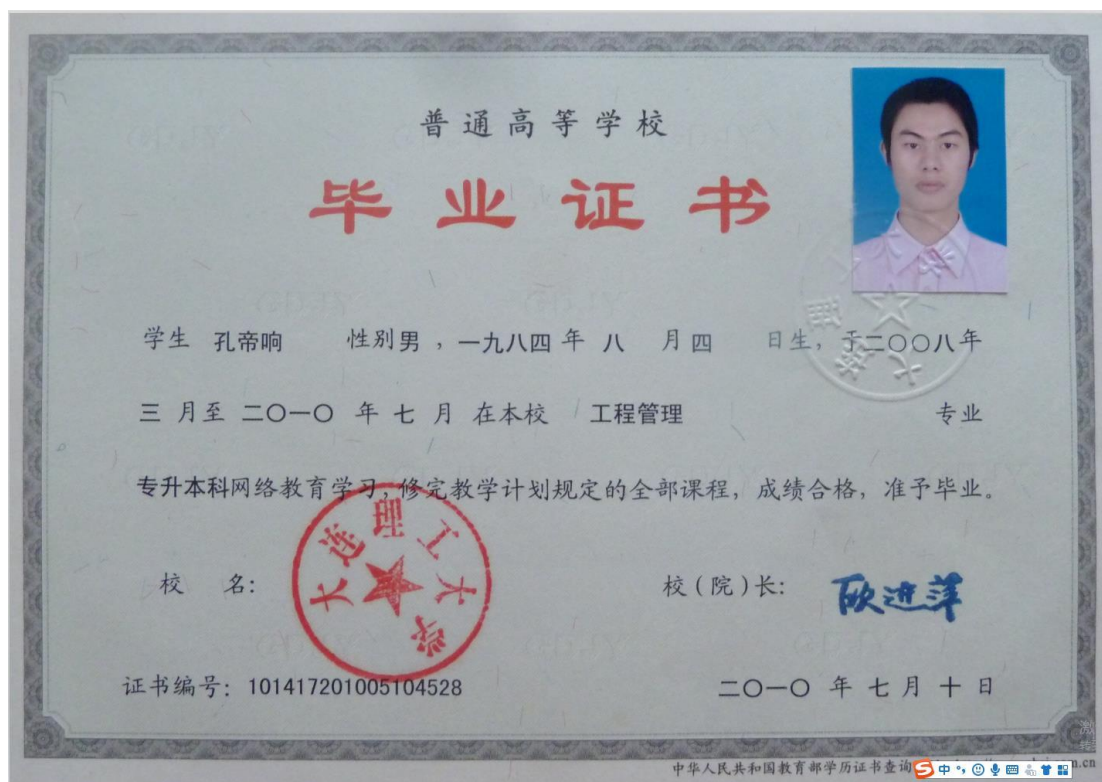 普通高等学校
毕业证书
学生 孔帝响 性别男，一九八四年 八 月四 日生，于二〇〇八年
三 月至 二〇一〇 年 七 月 在本校 工程管理 专业
专升本科网络教育学习，修完教学计划规定的全部课程，成绩合格，准予毕业。
大连理工大学
校 名：
校（院）长：
欧进萍
证书编号：101417201005104528
二〇一〇 年 七 月 十 日
中华人民共和国教育部学历证书查询
中